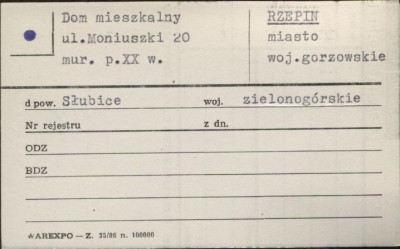 Dom mieszkalny
ul.Moniuszki 20
mur. p.XX w.
RZEPIN
miasto
woj.gorzowskie
d pow. Słubice woj. zielonogórskie
Nr rejestru z dn.
ODZ
BDZ
WAREXPO — Z. 35/86 n. 100000